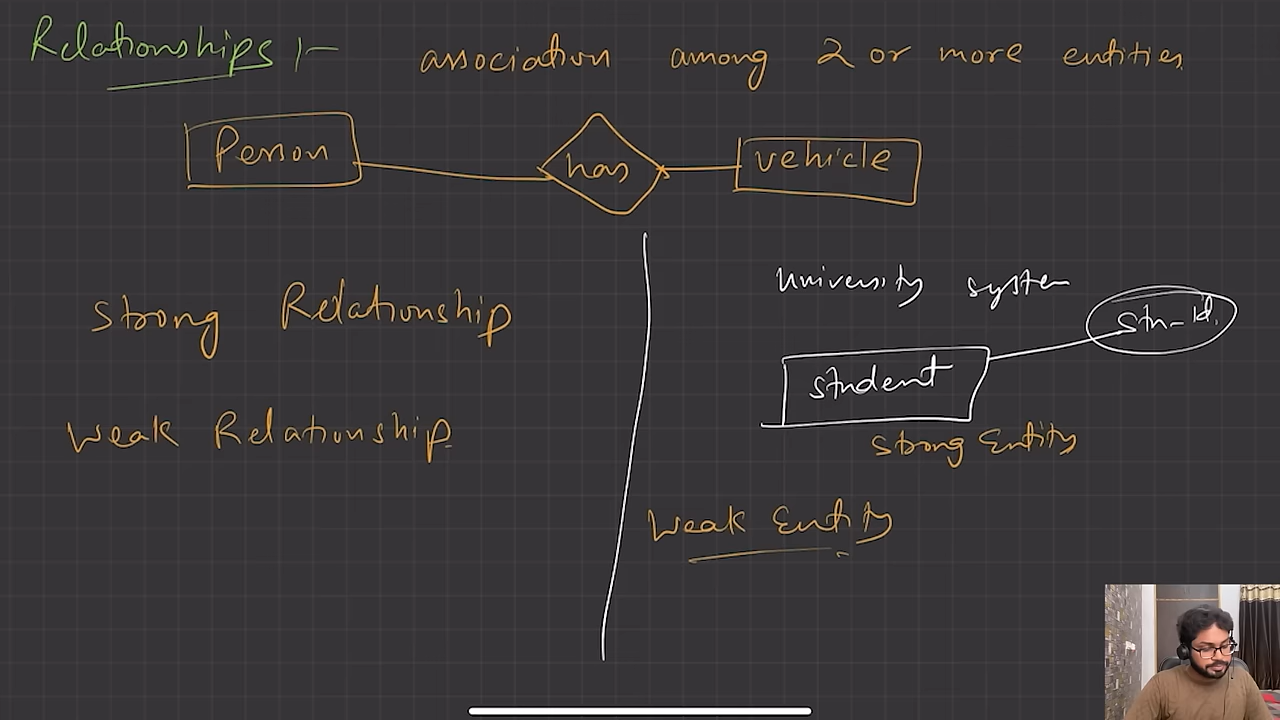 Relationships :- association among 2 or more entities
Person has vehicle
Strong Relationship
Weak Relationship
University system
stu-id
student
Strong Entity
Weak Entity